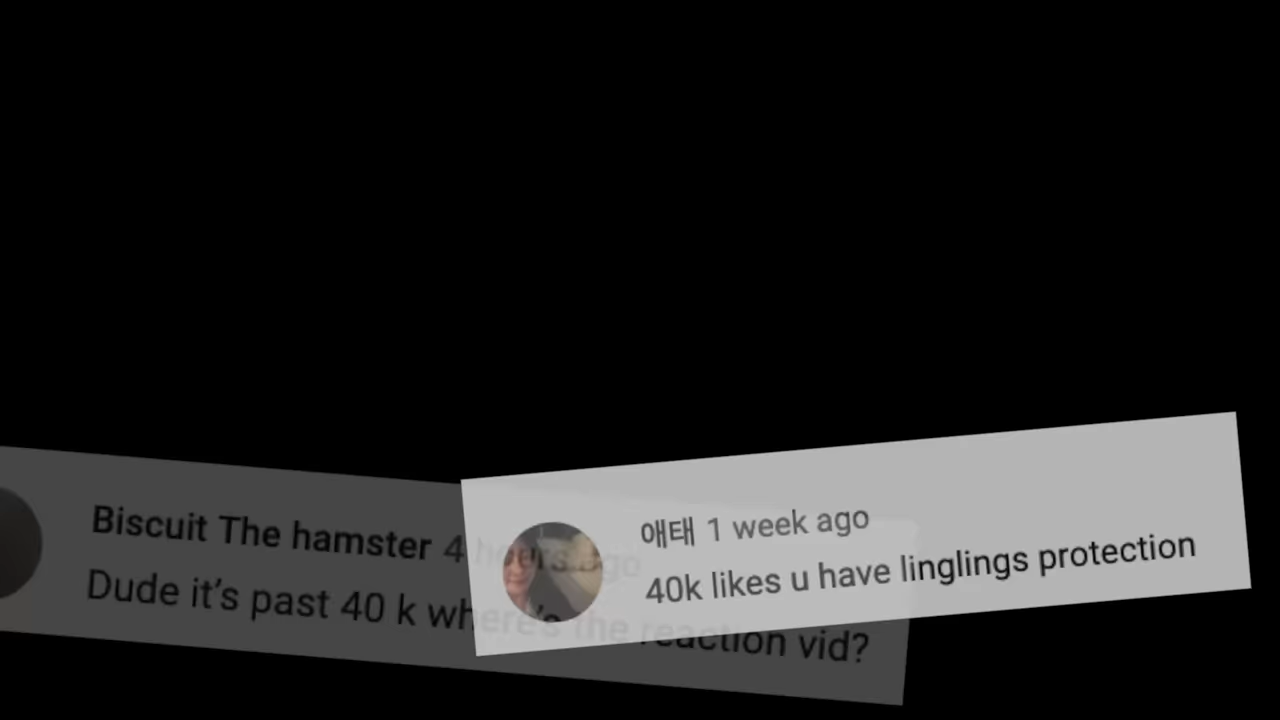 Biscuit The hamster 4 hours ago
Dude it's past 40 k where's the reaction vid?
애태 1 week ago
40k likes u have linglings protection